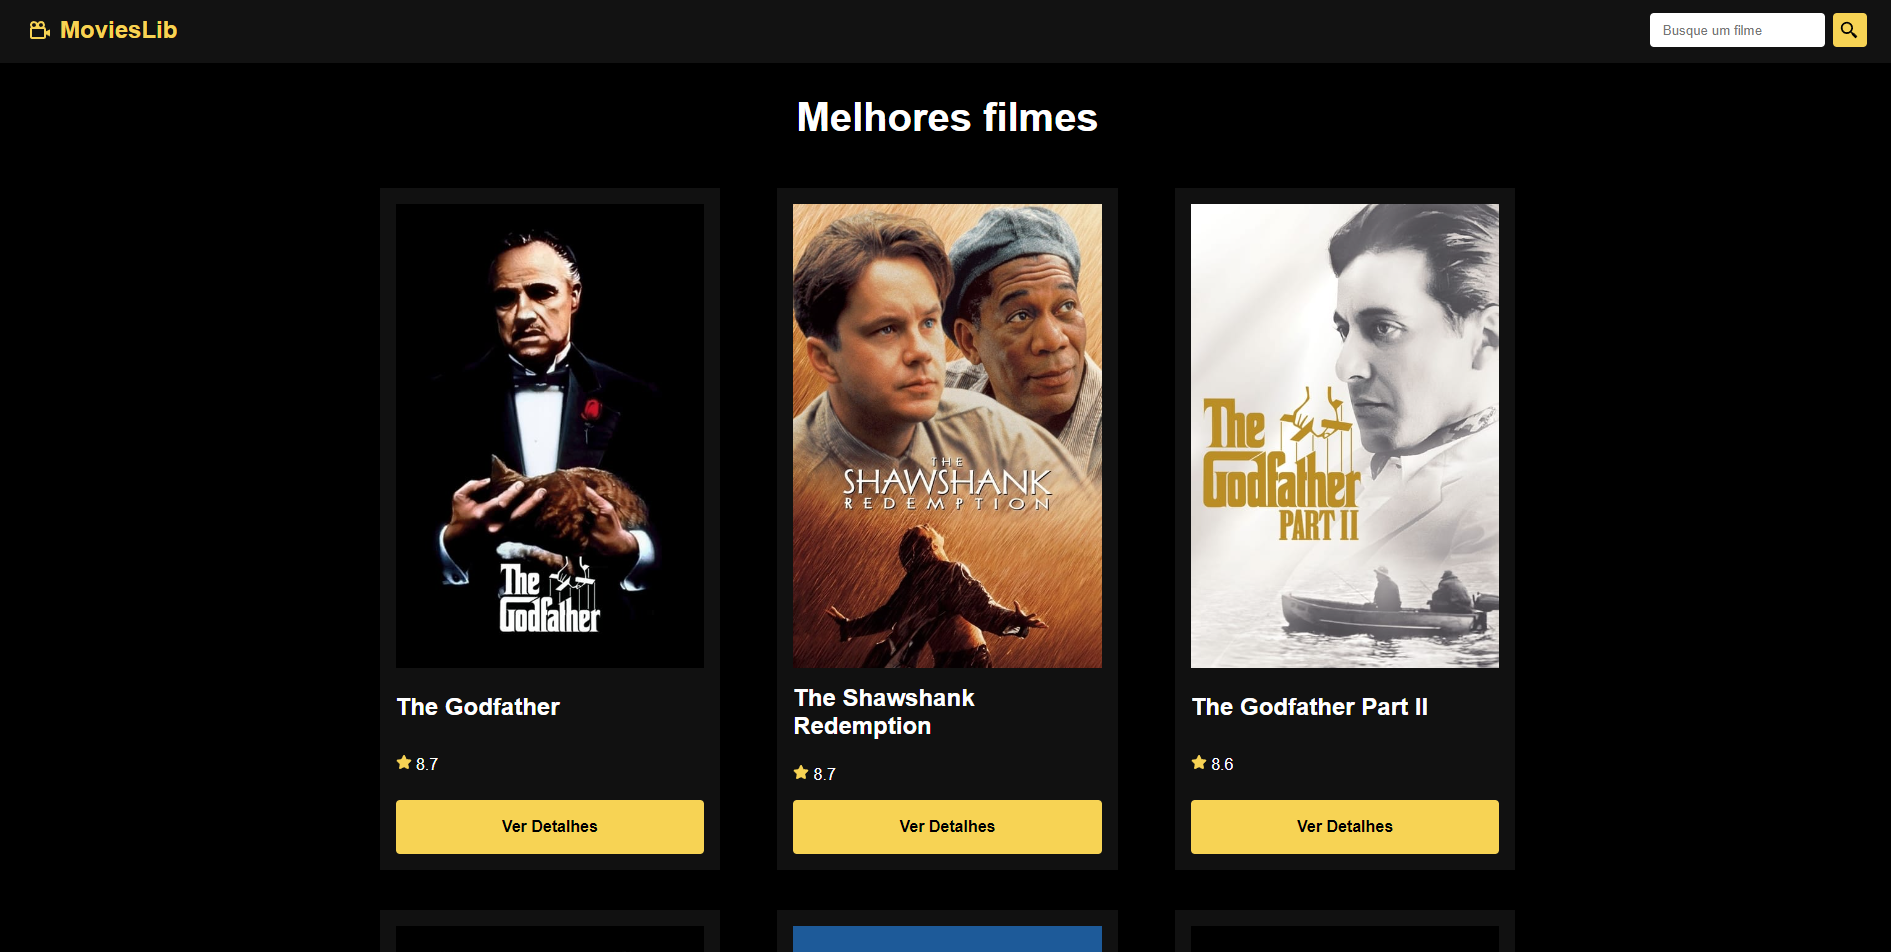 MoviesLib
Busque um filme
Melhores filmes
The
Godfather
THE
SHAWSHANK
REDEMPTION
The
Godfather
PART II
The Godfather
The Shawshank
Redemption
The Godfather Part II
8.7
8.7
8.6
Ver Detalhes
Ver Detalhes
Ver Detalhes